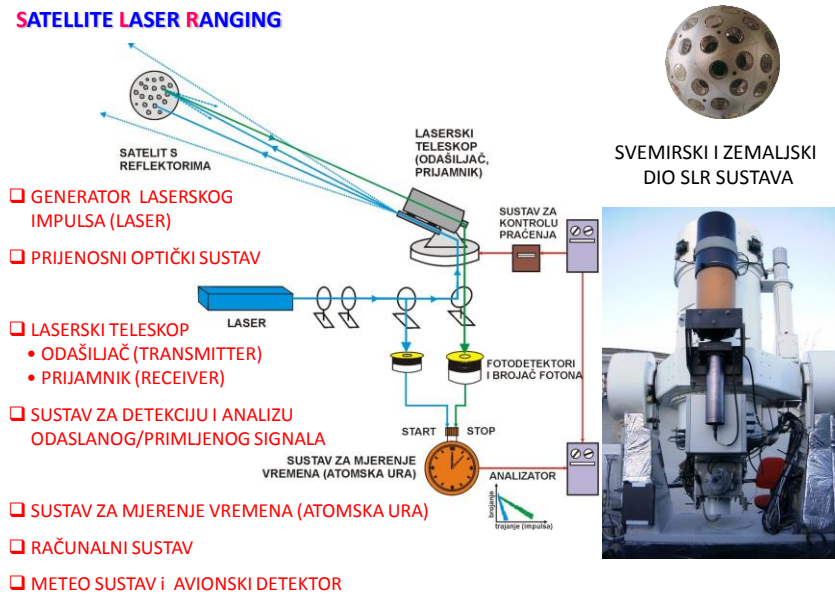 SATELLITE LASER RANGING
SATELIT S
REFLEKTORIMA
LASERSKI
TELESKOP
(ODAŠILJAČ,
PRIJAMNIK)
SVEMIRSKI I ZEMALJSKI
DIO SLR SUSTAVA
❑ GENERATOR LASERSKOG
IMPULSA (LASER)
❑ PRIJENOSNI OPTIČKI SUSTAV
SUSTAV ZA
KONTROLU
PRAĆENJA
LASER
❑ LASERSKI TELESKOP
• ODAŠILJAČ (TRANSMITTER)
• PRIJAMNIK (RECEIVER)
FOTODETEKTORI
I BROJAČ FOTONA
❑ SUSTAV ZA DETEKCIJU I ANALIZU
ODASLANOG/PRIMLJENOG SIGNALA
START STOP
SUSTAV ZA MJERENJE
VREMENA (ATOMSKA URA)
ANALIZATOR
brojanje
trajanje (impulsa)
❑ SUSTAV ZA MJERENJE VREMENA (ATOMSKA URA)
❑ RAČUNALNI SUSTAV
❑ METEO SUSTAV i AVIONSKI DETEKTOR